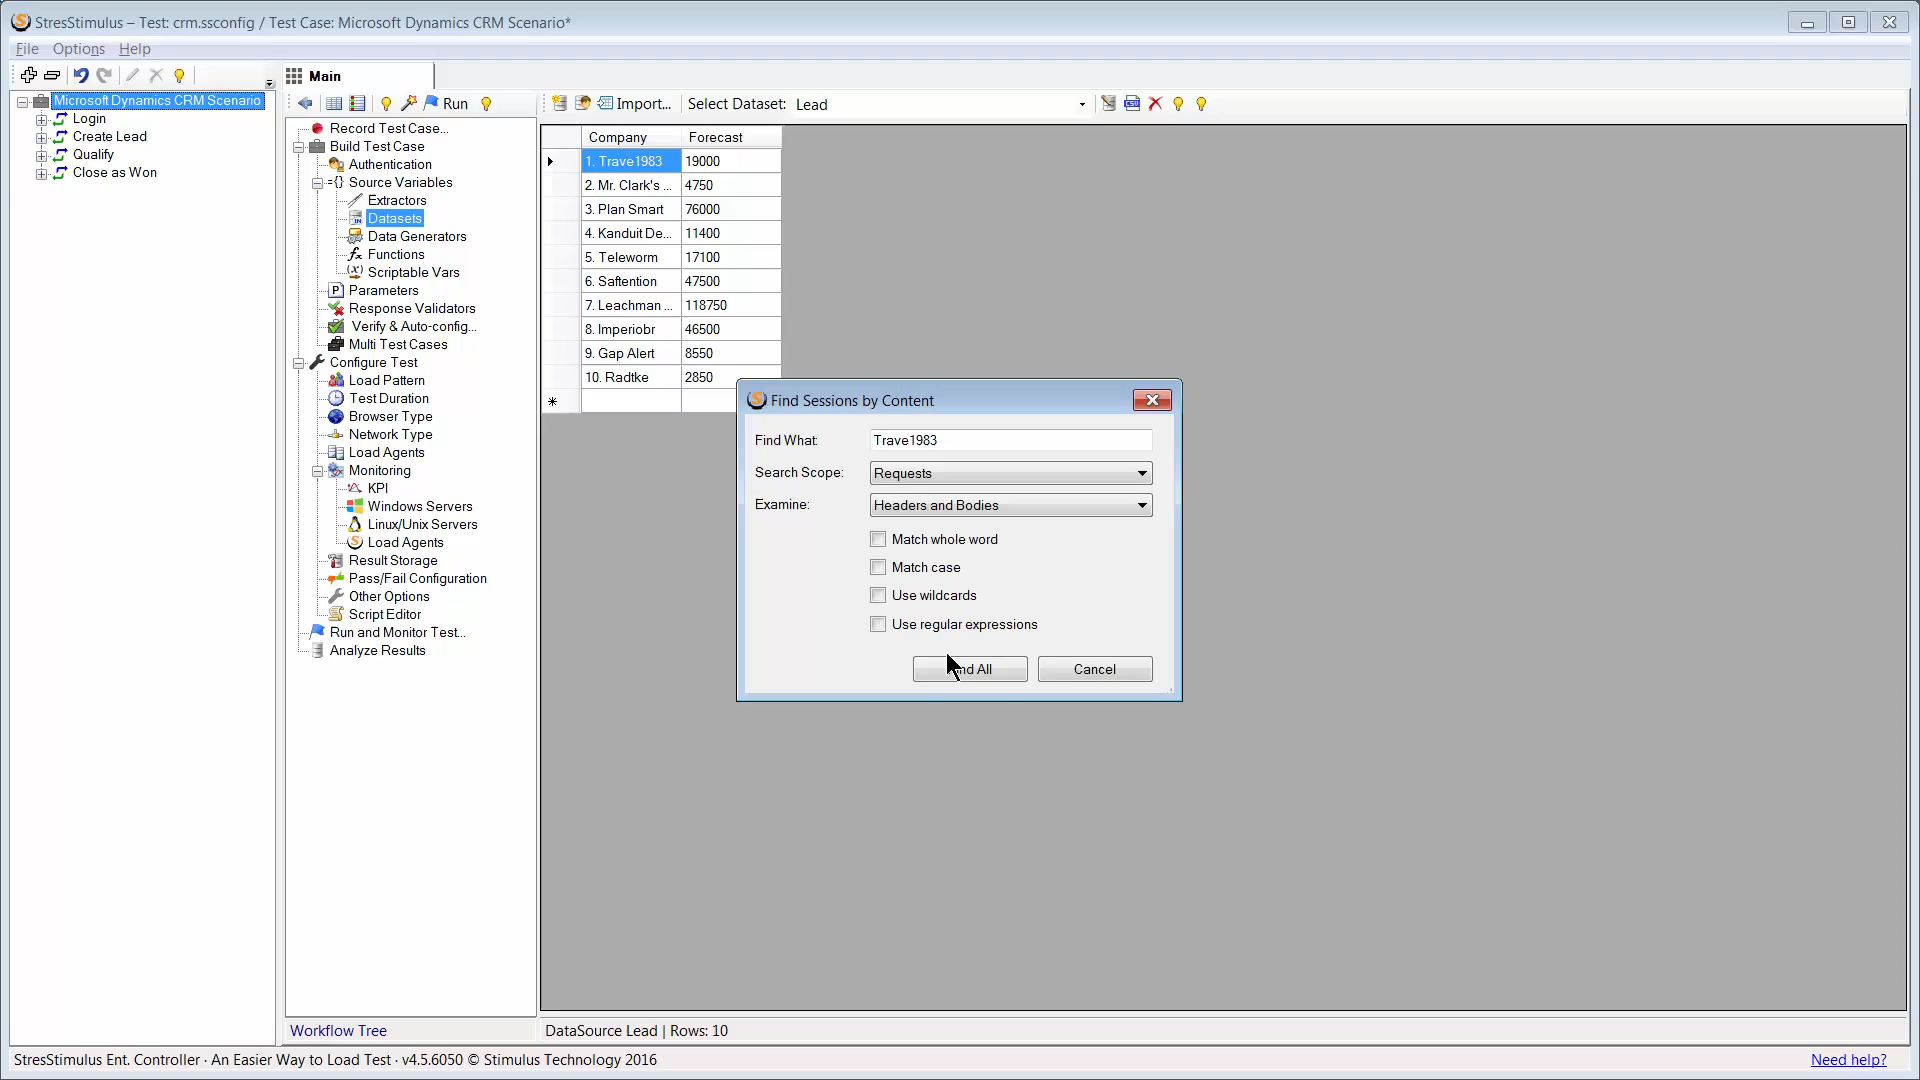 StresStimulus – Test: crm.ssconfig / Test Case: Microsoft Dynamics CRM Scenario*
File Options Help
Main
Microsoft Dynamics CRM Scenario
Login
Create Lead
Qualify
Close as Won
Run
Record Test Case...
Build Test Case
Authentication
Source Variables
Extractors
Datasets
Data Generators
Functions
Scriptable Vars
Parameters
Response Validators
Verify & Auto-config...
Multi Test Cases
Configure Test
Load Pattern
Test Duration
Browser Type
Network Type
Load Agents
Monitoring
KPI
Windows Servers
Linux/Unix Servers
Load Agents
Result Storage
Pass/Fail Configuration
Other Options
Script Editor
Run and Monitor Test...
Analyze Results
Workflow Tree
Import... Select Dataset: Lead
Company Forecast
1. Trave1983 19000
2. Mr. Clark's ... 4750
3. Plan Smart 76000
4. Kanduit De... 11400
5. Teleworm 17100
6. Saftention 47500
7. Leachman ... 118750
8. Imperiobr 46500
9. Gap Alert 8550
10. Radtke 2850
Find Sessions by Content
Find What: Trave1983
Search Scope: Requests
Examine: Headers and Bodies
Match whole word
Match case
Use wildcards
Use regular expressions
All Cancel
DataSource Lead | Rows: 10
StresStimulus Ent. Controller · An Easier Way to Load Test · v4.5.6050 © Stimulus Technology 2016
Need help?